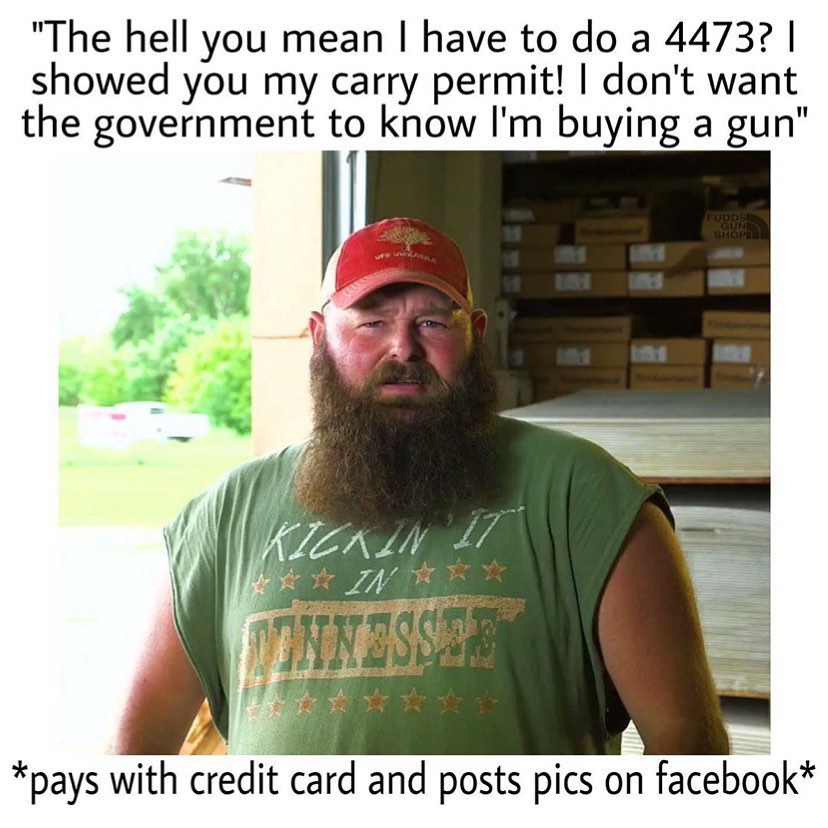 "The hell you mean I have to do a 4473? I
showed you my carry permit! I don't want
the government to know I'm buying a gun"
FUDDS
GUN
SHOP
KICKIN' IT
IN
TENNESSEE
*pays with credit card and posts pics on facebook*